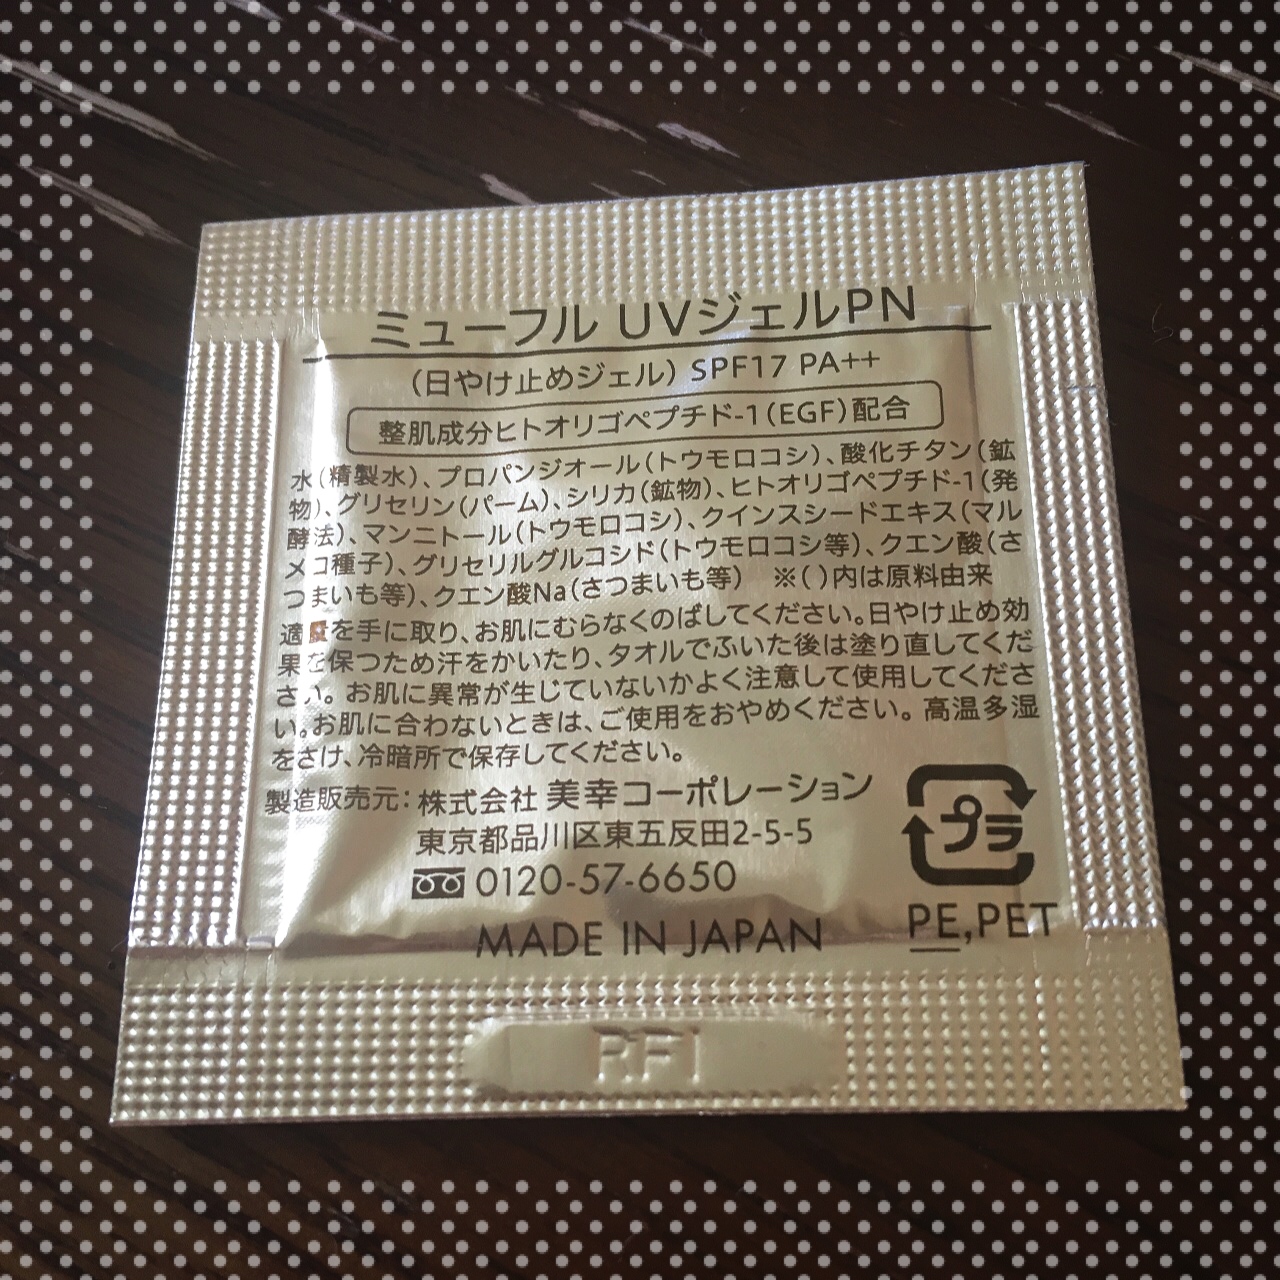 ミューフル UVジェルPN
(日やけ止めジェル) SPF17 PA++
整肌成分ヒトオリゴペプチド-1(EGF)配合
水(精製水)、プロパンジオール(トウモロコシ)、酸化チタン(鉱
物)、グリセリン(パーム)、シリカ(鉱物)、ヒトオリゴペプチド-1(発
酵法)、マンニトール(トウモロコシ)、クインスシードエキス(マル
メロ種子)、グリセリルグルコシド(トウモロコシ等)、クエン酸(さ
つまいも等)、クエン酸Na(さつまいも等) ※( )内は原料由来
適量を手に取り、お肌にむらなくのばしてください。日やけ止め効
果を保つため汗をかいたり、タオルでふいた後は塗り直してくだ
さい。お肌に異常が生じていないかよく注意して使用してくださ
い。お肌に合わないときは、ご使用をおやめください。高温多湿
をさけ、冷暗所で保存してください。
製造販売元:株式会社 美幸コーポレーション
東京都品川区東五反田2-5-5
0120-57-6650
プラ
MADE IN JAPAN
PE,PET